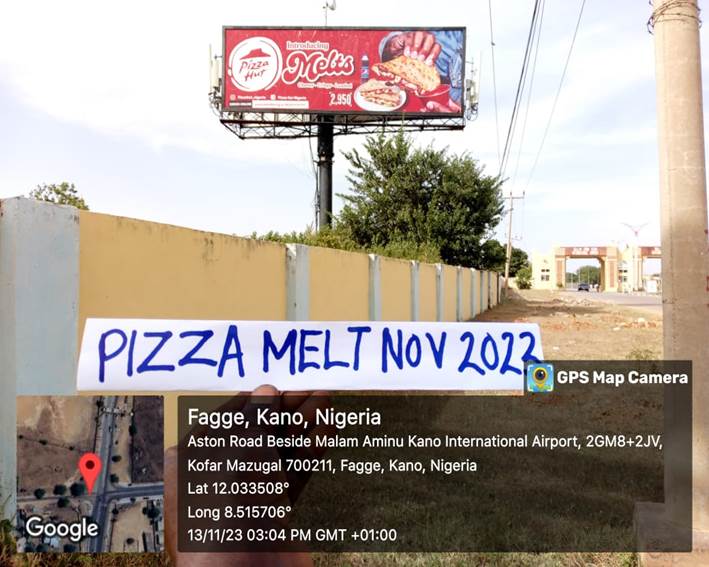 Introducing
Melts
Pizza
Hut
2,950
PIZZA MELT NOV 2023
GPS Map Camera
Fagge, Kano, Nigeria
Aston Road Beside Malam Aminu Kano International Airport, 2GM8+2JV,
Kofar Mazugal 700211, Fagge, Kano, Nigeria
Lat 12.033508°
Long 8.515706°
13/11/23 03:04 PM GMT +01:00
Google